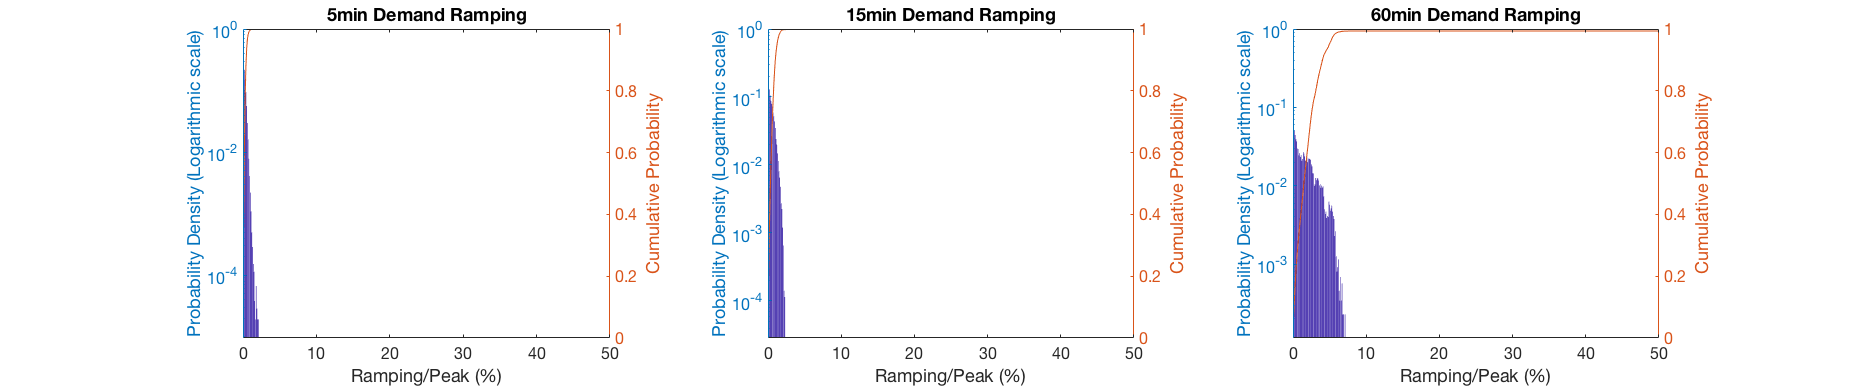 5min Demand Ramping
Probability Density (Logarithmic scale)
10^0
10^-2
10^-4
1
0.8
0.6
0.4
0.2
0
Cumulative Probability
0 10 20 30 40 50
Ramping/Peak (%)
15min Demand Ramping
Probability Density (Logarithmic scale)
10^0
10^-1
10^-2
10^-3
10^-4
1
0.8
0.6
0.4
0.2
0
Cumulative Probability
0 10 20 30 40 50
Ramping/Peak (%)
60min Demand Ramping
Probability Density (Logarithmic scale)
10^0
10^-1
10^-2
10^-3
1
0.8
0.6
0.4
0.2
0
Cumulative Probability
0 10 20 30 40 50
Ramping/Peak (%)